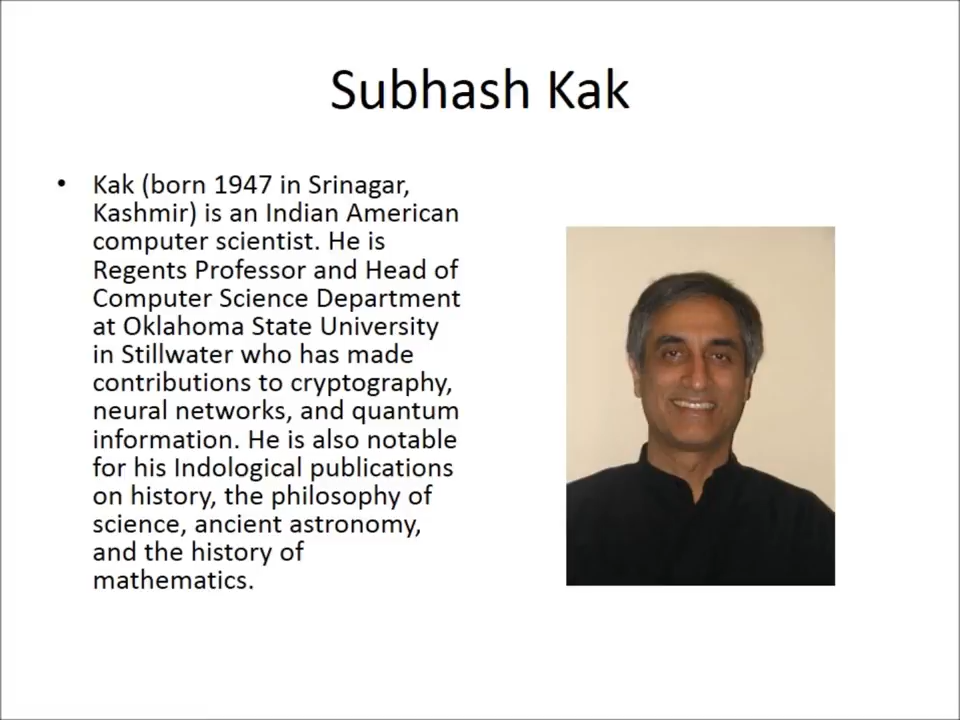 Subhash Kak
• Kak (born 1947 in Srinagar,
Kashmir) is an Indian American
computer scientist. He is
Regents Professor and Head of
Computer Science Department
at Oklahoma State University
in Stillwater who has made
contributions to cryptography,
neural networks, and quantum
information. He is also notable
for his Indological publications
on history, the philosophy of
science, ancient astronomy,
and the history of
mathematics.